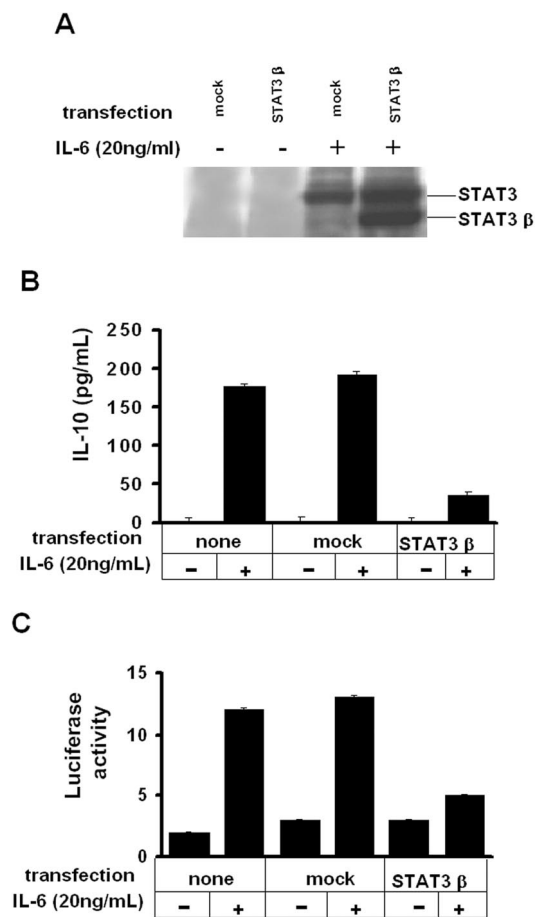 A
transfection mock STAT3 β mock STAT3 β
IL-6 (20ng/ml) - - + +
STAT3
STAT3 β
B
IL-10 (pg/mL)
250
200
150
100
50
0
transfection none mock STAT3 β
IL-6 (20ng/mL) - + - + - +
C
Luciferase
activity
15
10
5
0
transfection none mock STAT3 β
IL-6 (20ng/mL) - + - + - +